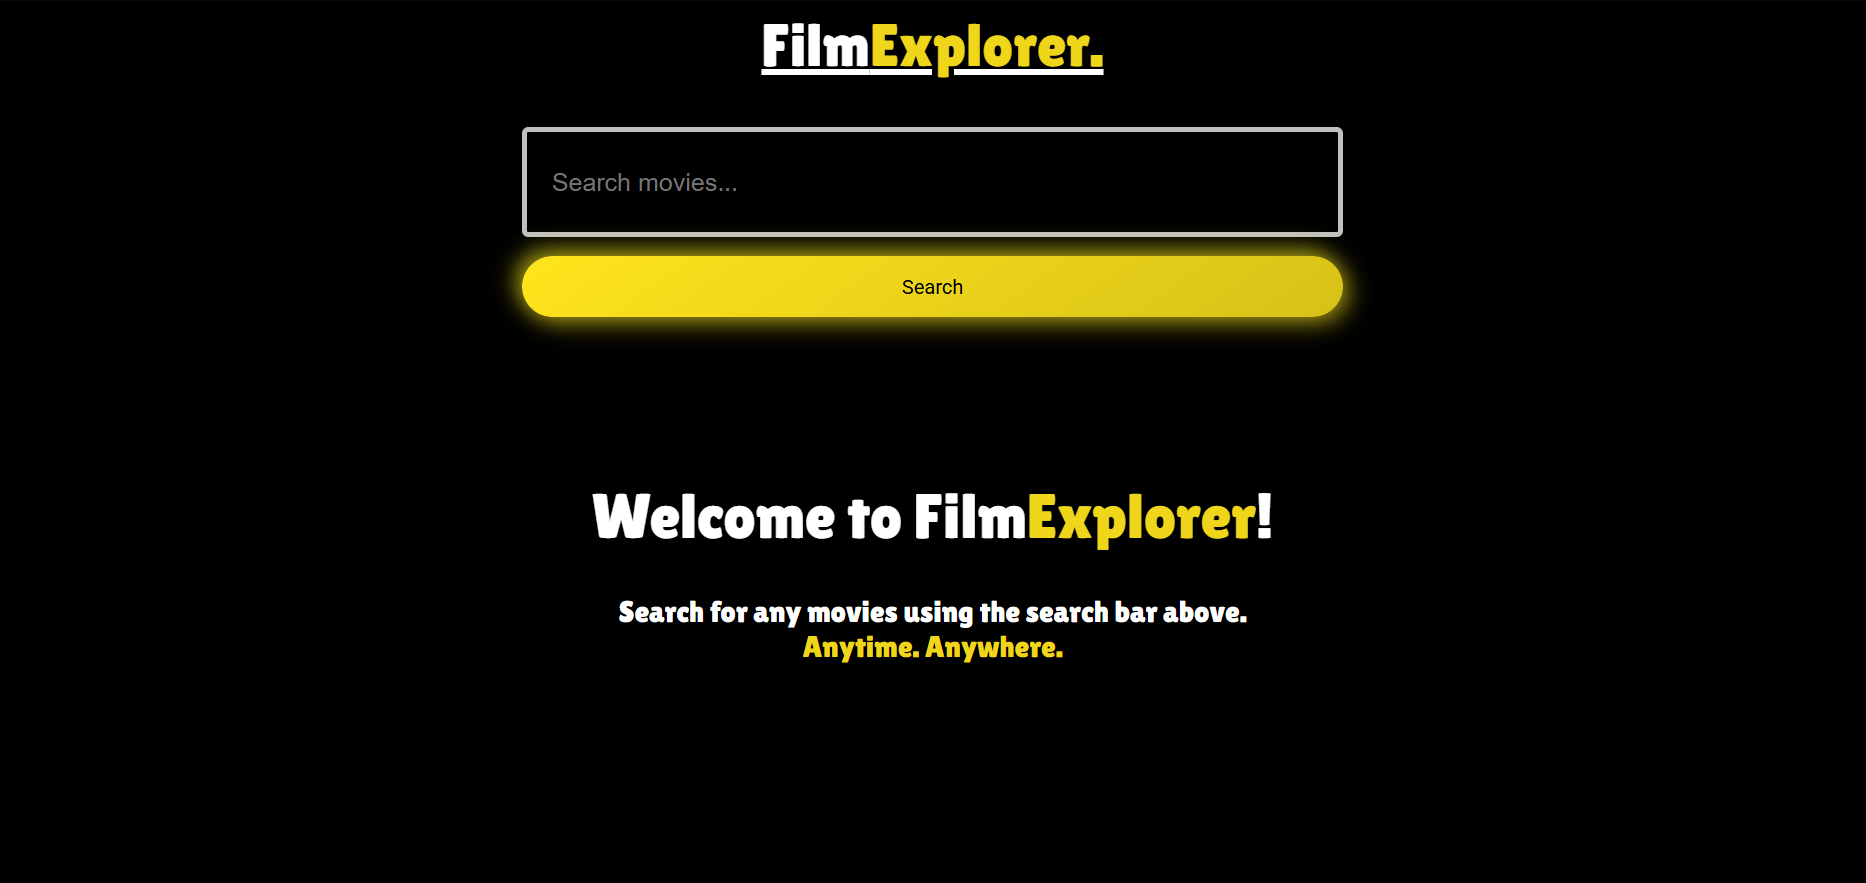 FilmExplorer.
Search movies...
Search
Welcome to FilmExplorer!
Search for any movies using the search bar above.
Anytime. Anywhere.